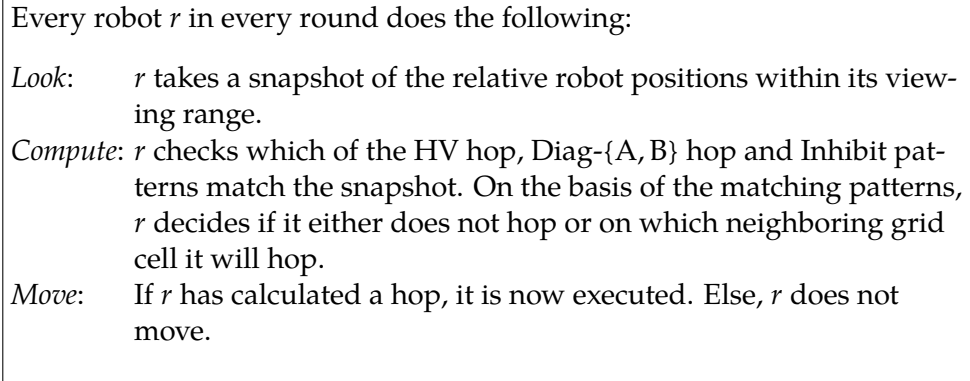 Every robot r in every round does the following:
Look: r takes a snapshot of the relative robot positions within its view-
ing range.
Compute: r checks which of the HV hop, Diag-{A, B} hop and Inhibit pat-
terns match the snapshot. On the basis of the matching patterns,
r decides if it either does not hop or on which neighboring grid
cell it will hop.
Move: If r has calculated a hop, it is now executed. Else, r does not
move.